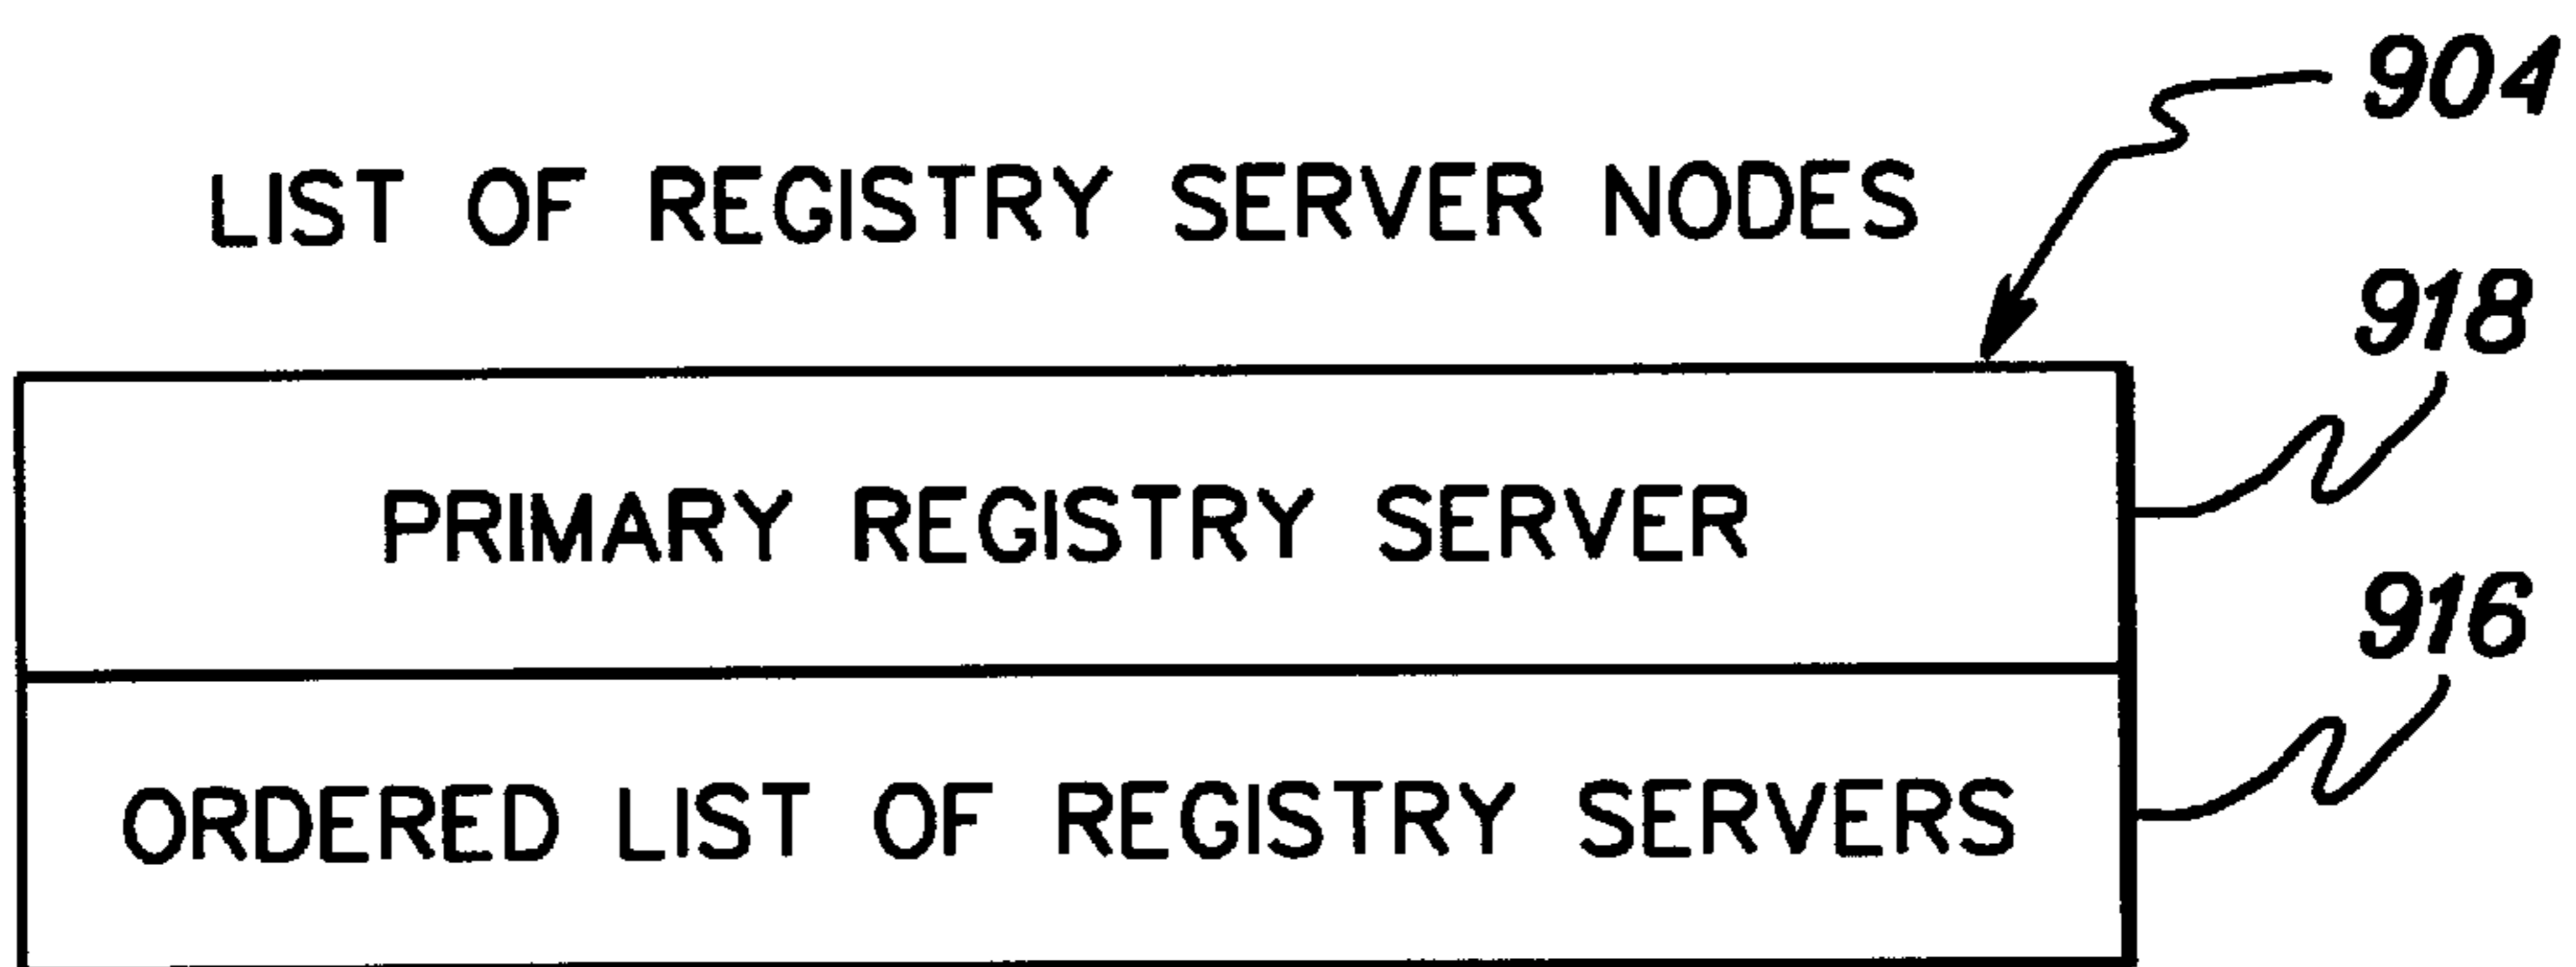 904
LIST OF REGISTRY SERVER NODES
918
PRIMARY REGISTRY SERVER
916
ORDERED LIST OF REGISTRY SERVERS